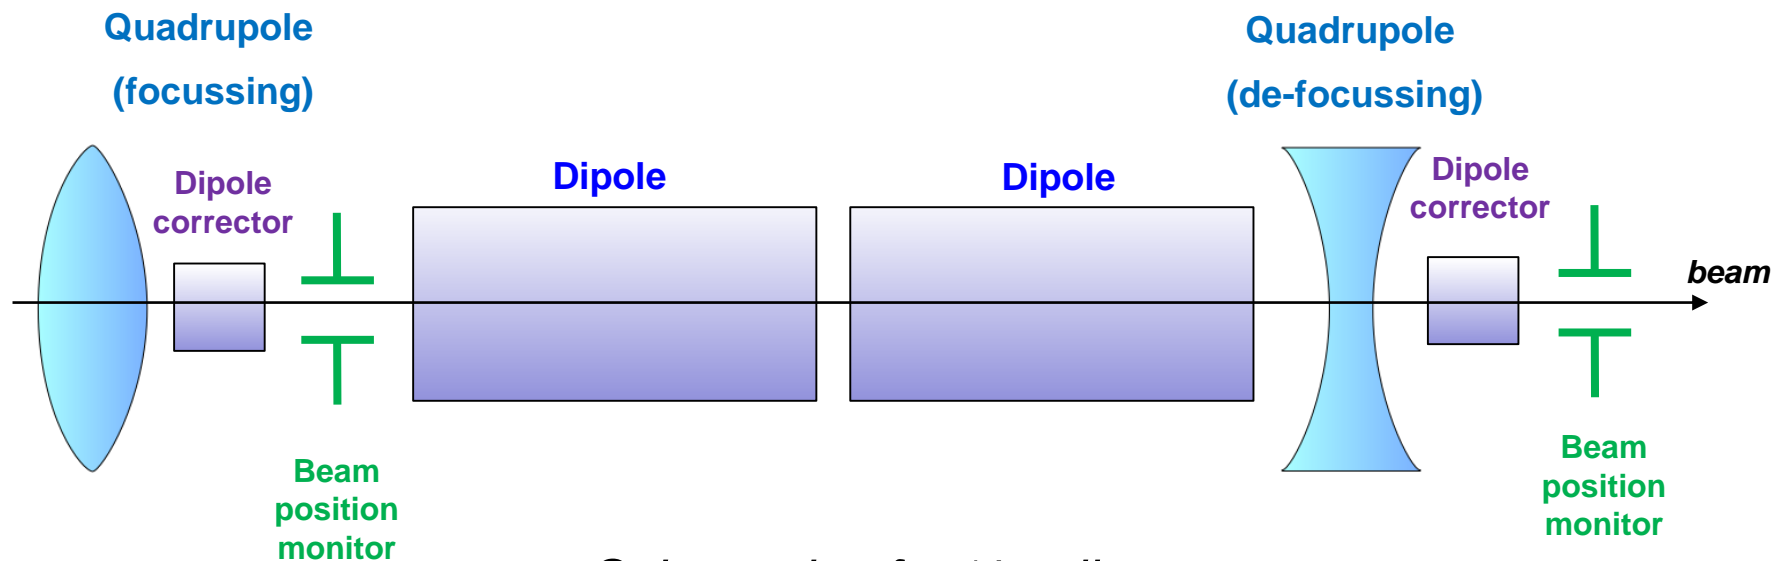 Quadrupole
(focussing)
Quadrupole
(de-focussing)
Dipole
corrector
Dipole
Dipole
Dipole
corrector
beam
Beam
position
monitor
Beam
position
monitor